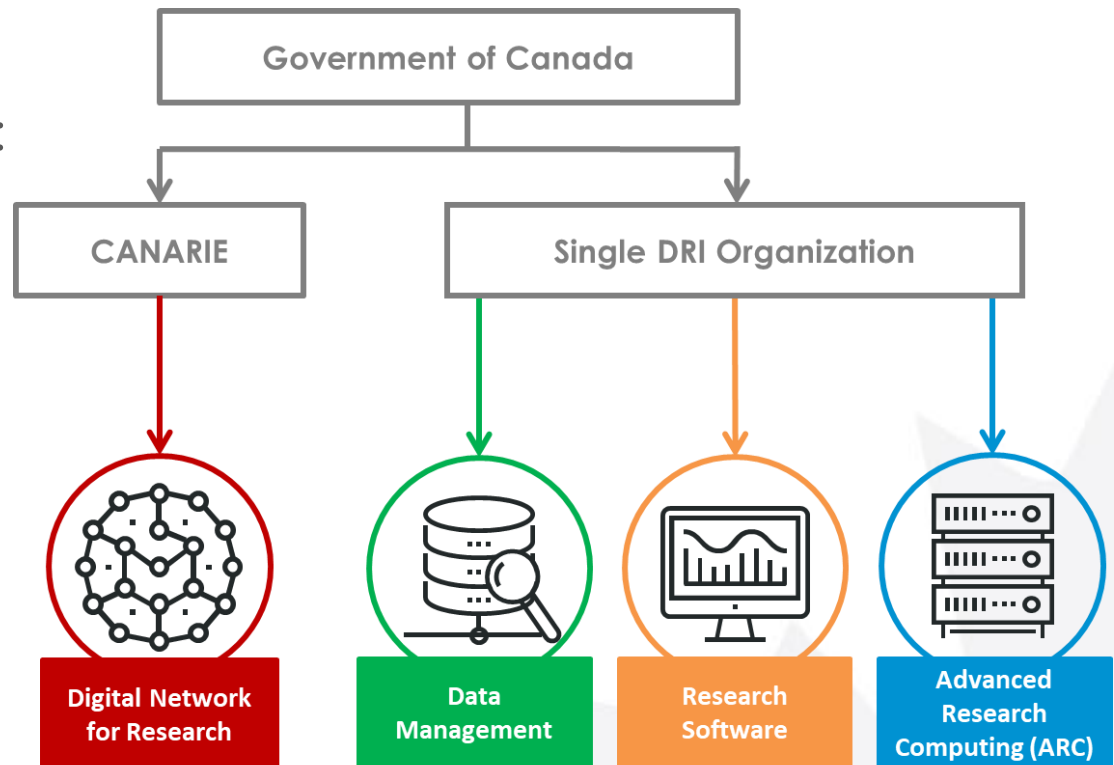 Government of Canada
:
CANARIE
Single DRI Organization
Digital Network
for Research
Data
Management
Research
Software
Advanced
Research
Computing (ARC)